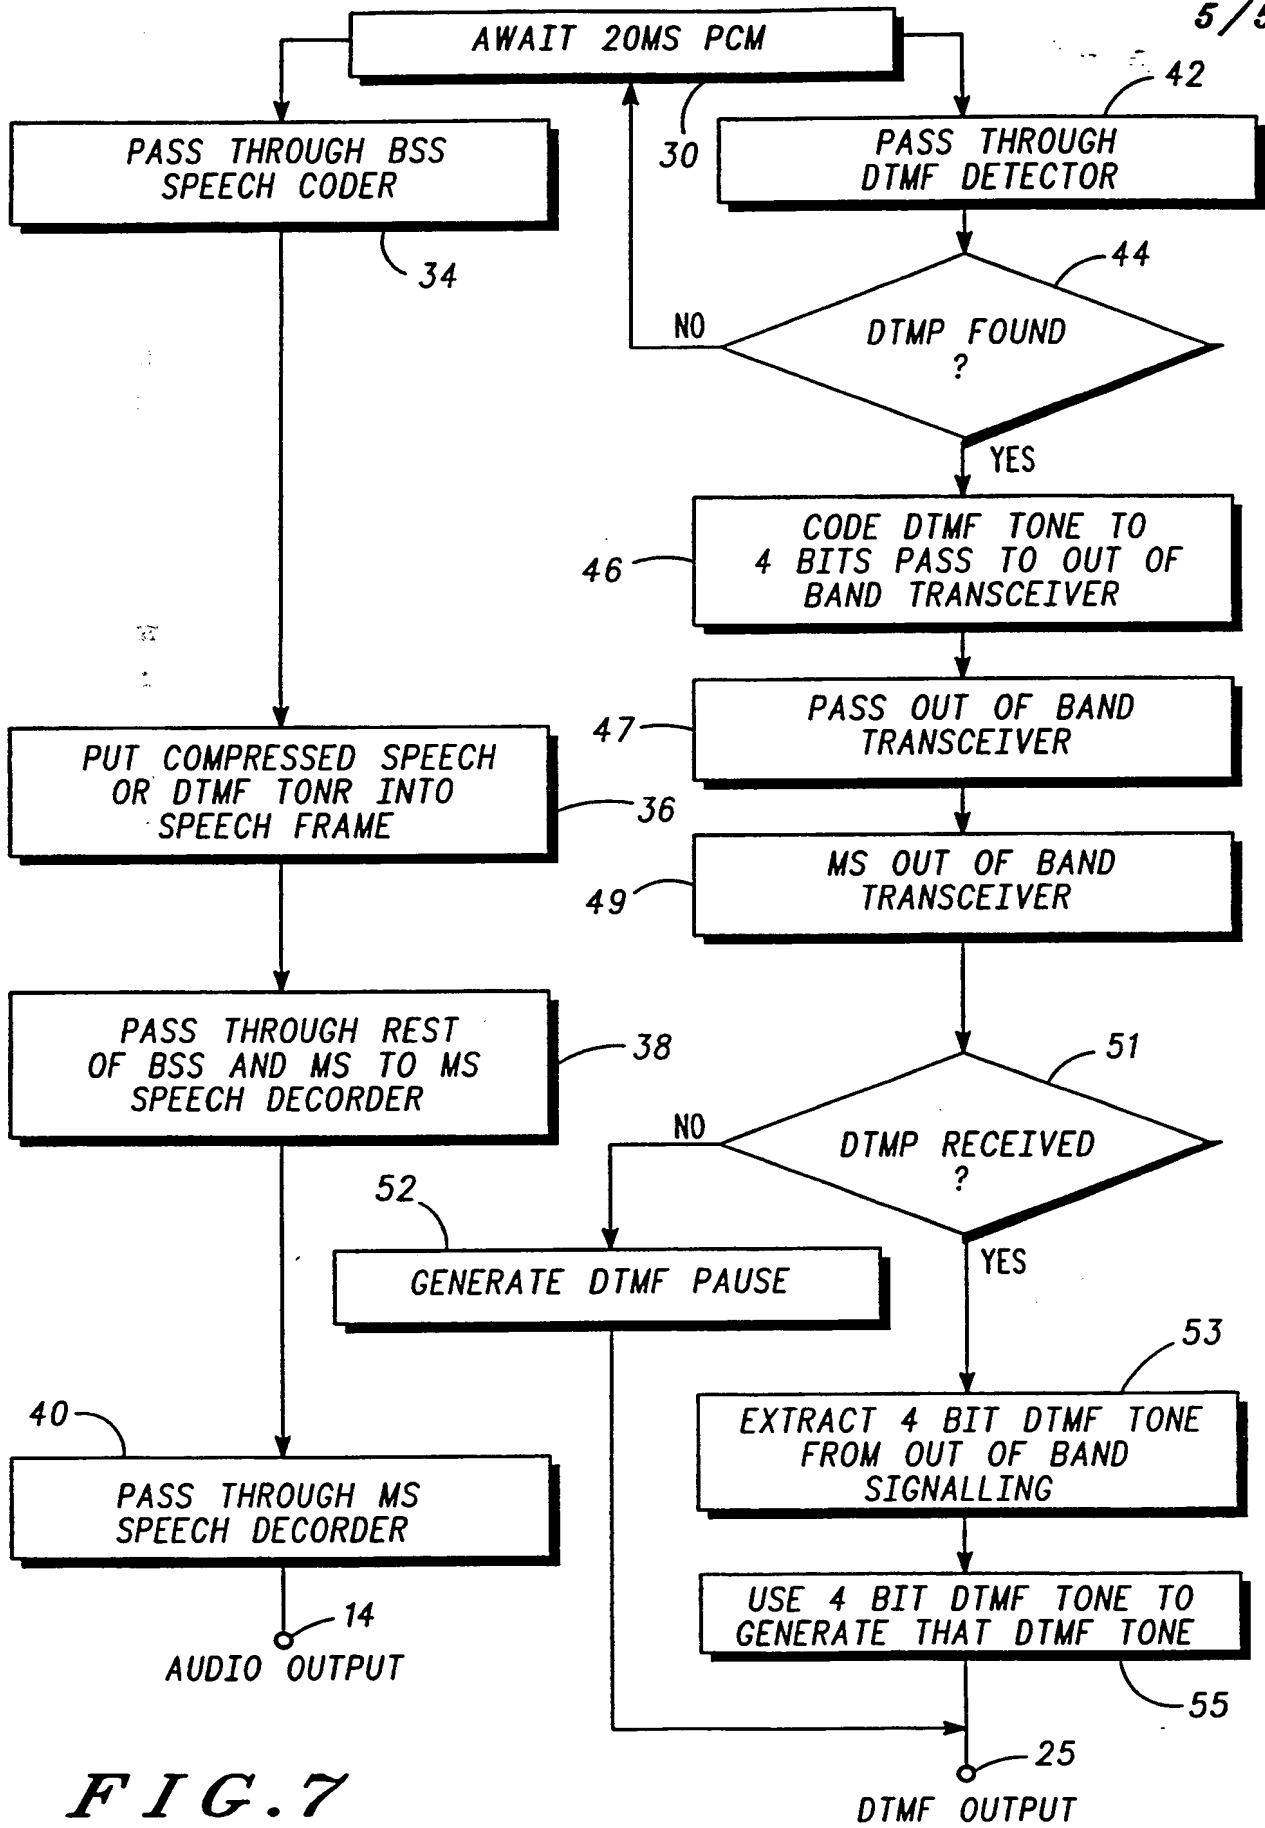 5/5
AWAIT 20MS PCM
30
42
PASS THROUGH BSS
SPEECH CODER
34
PASS THROUGH
DTMF DETECTOR
44
DTMP FOUND
?
NO
YES
CODE DTMF TONE TO
4 BITS PASS TO OUT OF
BAND TRANSCEIVER
46
PASS OUT OF BAND
TRANSCEIVER
47
PUT COMPRESSED SPEECH
OR DTMF TONR INTO
SPEECH FRAME
36
MS OUT OF BAND
TRANSCEIVER
49
PASS THROUGH REST
OF BSS AND MS TO MS
SPEECH DECORDER
38
51
DTMP RECEIVED
?
NO
YES
52
GENERATE DTMF PAUSE
53
EXTRACT 4 BIT DTMF TONE
FROM OUT OF BAND
SIGNALLING
40
PASS THROUGH MS
SPEECH DECORDER
14
AUDIO OUTPUT
USE 4 BIT DTMF TONE TO
GENERATE THAT DTMF TONE
55
25
DTMF OUTPUT
FIG.7